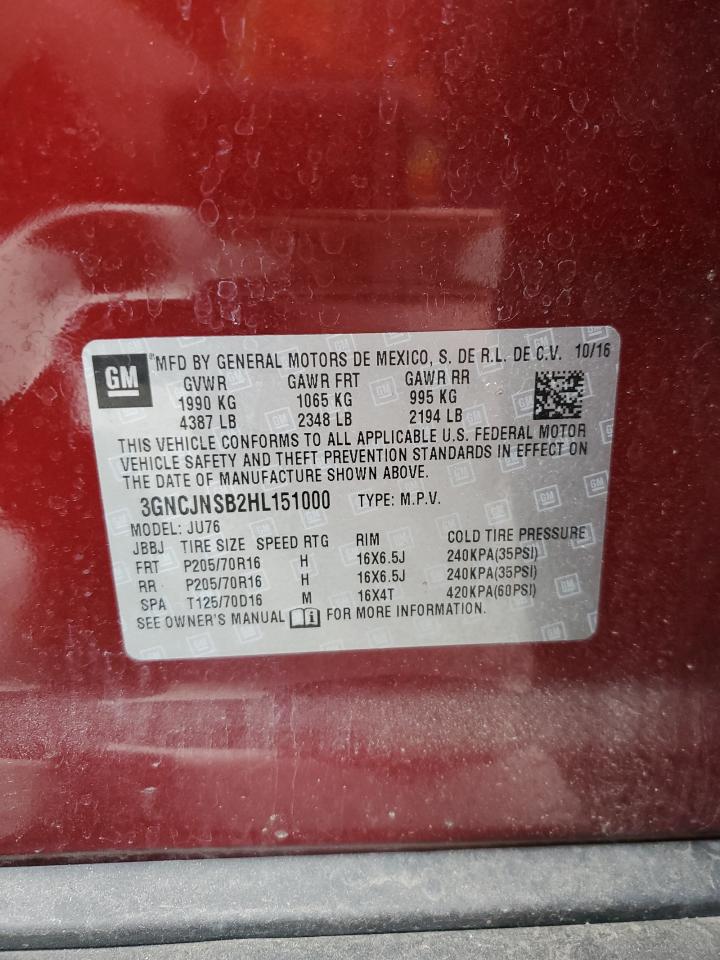 GM
®MFD BY GENERAL MOTORS DE MEXICO, S. DE R.L. DE C.V. 10/16
GVWR GAWR FRT GAWR RR
1990 KG 1065 KG 995 KG
4387 LB 2348 LB 2194 LB
THIS VEHICLE CONFORMS TO ALL APPLICABLE U.S. FEDERAL MOTOR
VEHICLE SAFETY AND THEFT PREVENTION STANDARDS IN EFFECT ON
THE DATE OF MANUFACTURE SHOWN ABOVE.
3GNCJNSB2HL151000 TYPE: M.P.V.
MODEL: JU76
JBBJ TIRE SIZE SPEED RTG RIM COLD TIRE PRESSURE
FRT P205/70R16 H 16X6.5J 240KPA(35PSI)
RR P205/70R16 H 16X6.5J 240KPA(35PSI)
SPA T125/70D16 M 16X4T 420KPA(60PSI)
SEE OWNER'S MANUAL i FOR MORE INFORMATION.